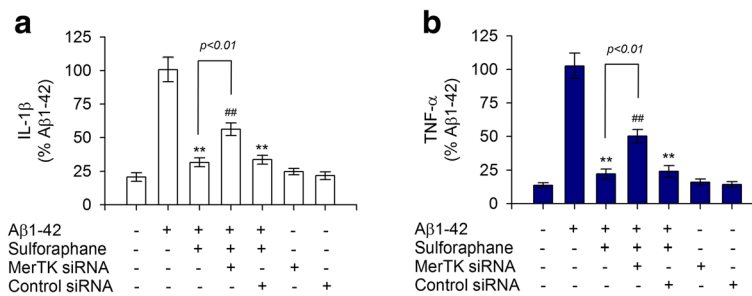 a
IL-1β
(% Aβ1-42)
125
100
75
50
25
0
p<0.01
**
##
**
Aβ1-42 - + + + + - -
Sulforaphane - - + + + - -
MerTK siRNA - - - + - + -
Control siRNA - - - - + - +
b
TNF-α
(% Aβ1-42)
125
100
75
50
25
0
p<0.01
**
##
**
Aβ1-42 - + + + + - -
Sulforaphane - - + + + - -
MerTK siRNA - - - + - + -
Control siRNA - - - - + - +